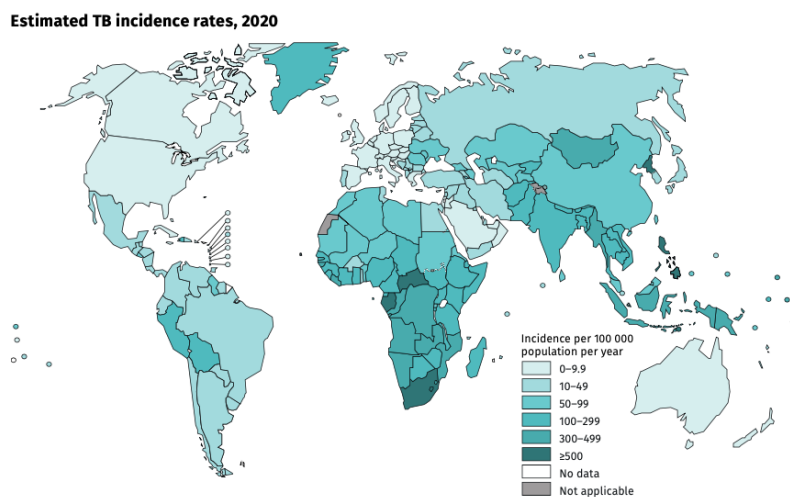 Estimated TB incidence rates, 2020
Incidence per 100 000
population per year
0–9.9
10–49
50–99
100–299
300–499
≥500
No data
Not applicable